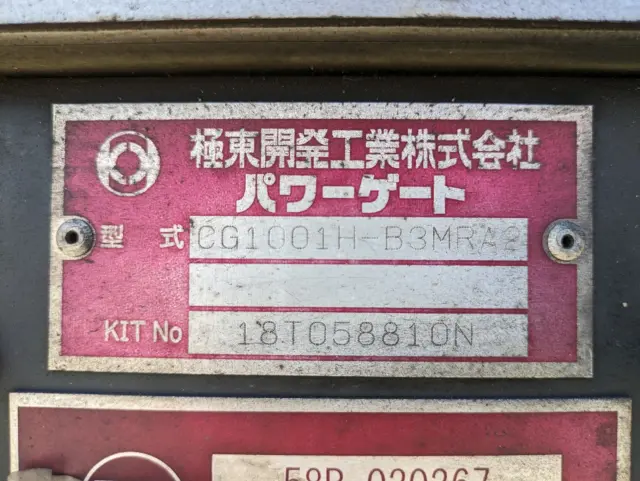 極東開発工業株式会社
パワーゲート
型 式 CG1001H-B3MRA2
KIT No 18T058810N